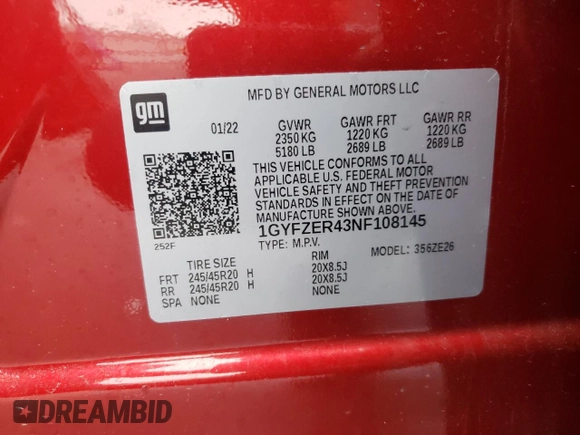 gm
MFD BY GENERAL MOTORS LLC
01/22 GVWR GAWR FRT GAWR RR
2350 KG 1220 KG 1220 KG
5180 LB 2689 LB 2689 LB
THIS VEHICLE CONFORMS TO ALL
APPLICABLE U.S. FEDERAL MOTOR
VEHICLE SAFETY AND THEFT PREVENTION
STANDARDS IN EFFECT ON THE DATE OF
MANUFACTURE SHOWN ABOVE.
252F
1GYFZER43NF108145
TYPE: M.P.V. MODEL: 356ZE26
TIRE SIZE RIM
FRT 245/45R20 H 20X8.5J
RR 245/45R20 H 20X8.5J
SPA NONE NONE
DREAMBID